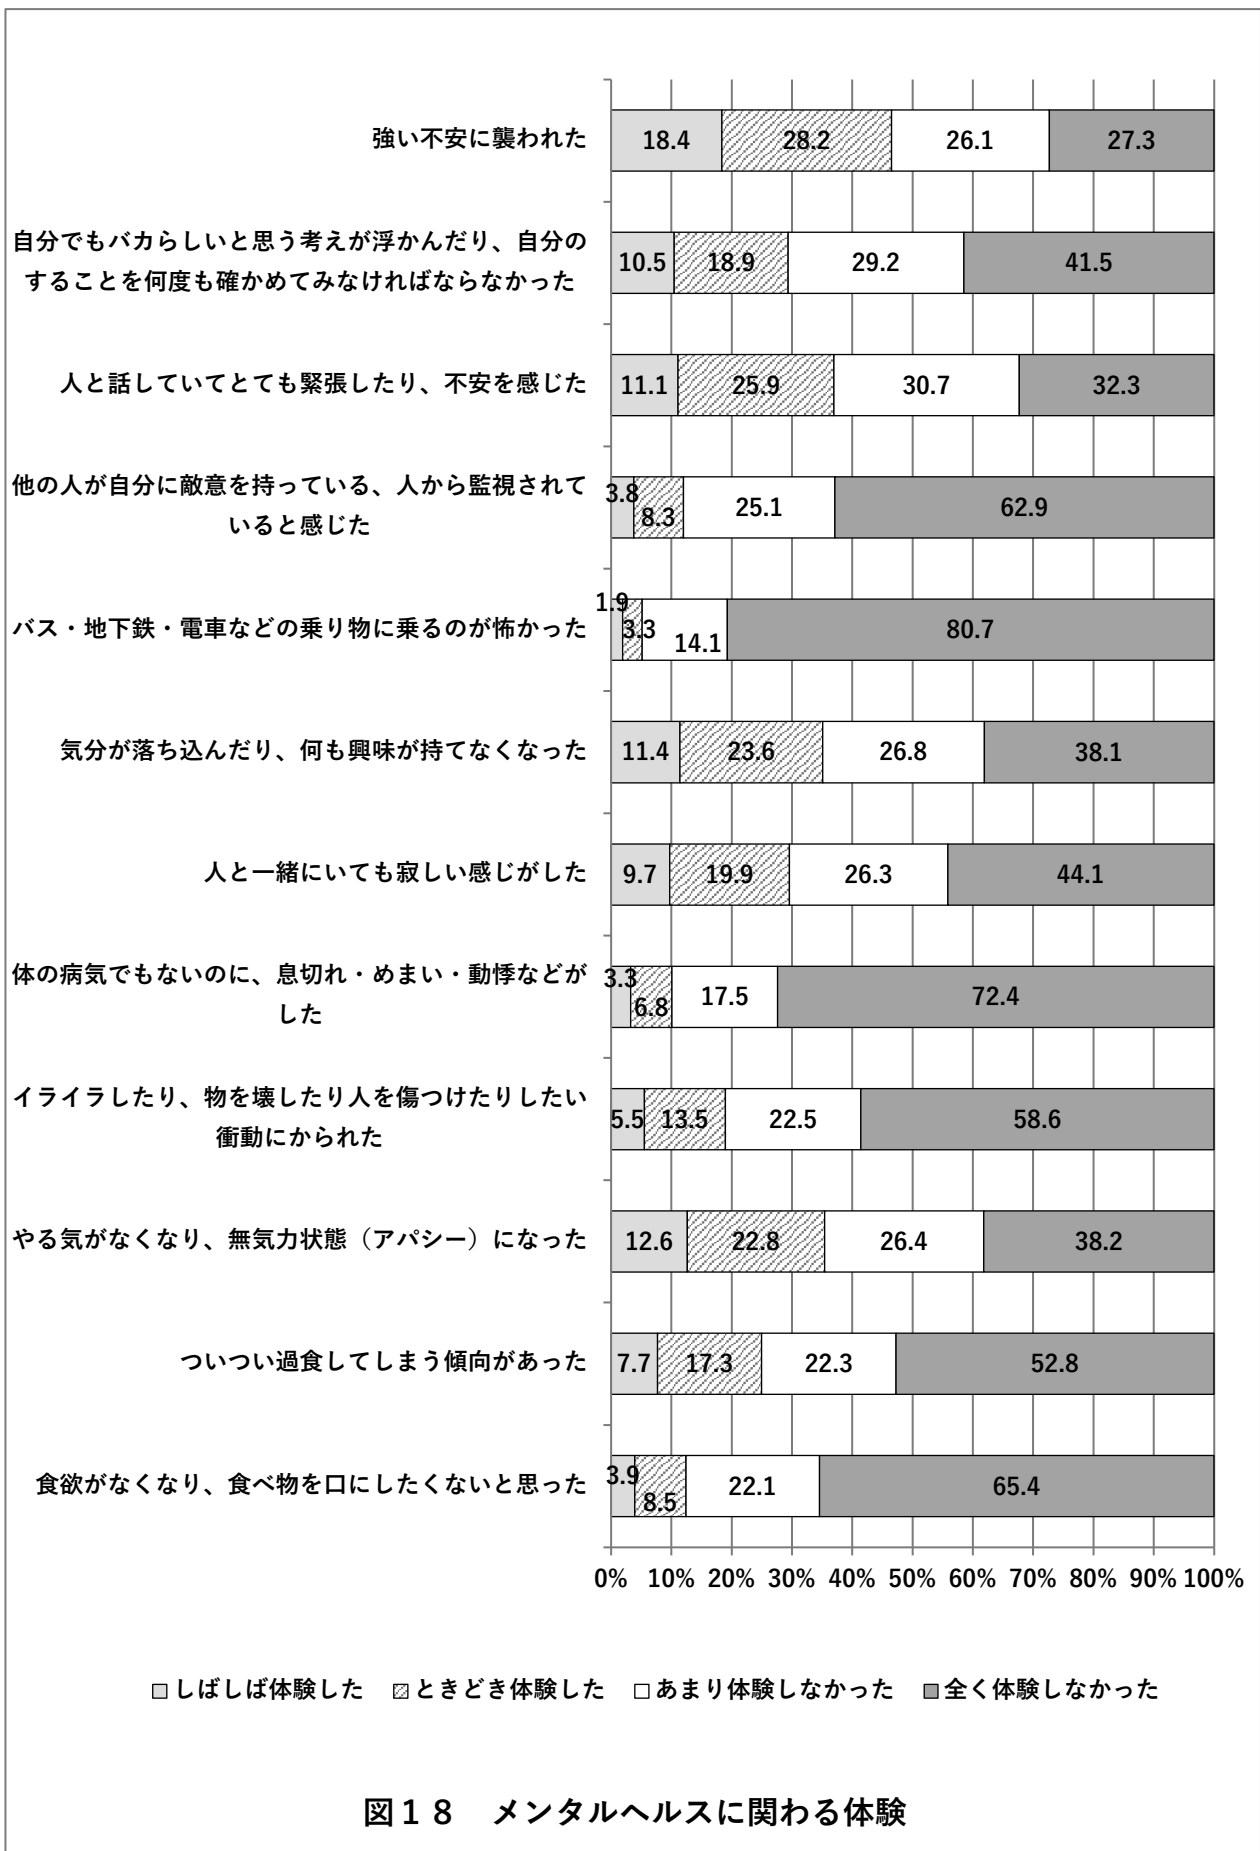 強い不安に襲われた
18.4 28.2 26.1 27.3
自分でもバカらしいと思う考えが浮かんだり、自分の
することを何度も確かめてみなければならなかった
10.5 18.9 29.2 41.5
人と話していてとても緊張したり、不安を感じた
11.1 25.9 30.7 32.3
他の人が自分に敵意を持っている、人から監視されて
いると感じた
3.8 8.3 25.1 62.9
バス・地下鉄・電車などの乗り物に乗るのが怖かった
1.9 3.3 14.1 80.7
気分が落ち込んだり、何も興味が持てなくなった
11.4 23.6 26.8 38.1
人と一緒にいても寂しい感じがした
9.7 19.9 26.3 44.1
体の病気でもないのに、息切れ・めまい・動悸などが
した
3.3 6.8 17.5 72.4
イライラしたり、物を壊したり人を傷つけたりしたい
衝動にかられた
5.5 13.5 22.5 58.6
やる気がなくなり、無気力状態（アパシー）になった
12.6 22.8 26.4 38.2
ついつい過食してしまう傾向があった
7.7 17.3 22.3 52.8
食欲がなくなり、食べ物を口にしたくないと思った
3.9 8.5 22.1 65.4
0% 10% 20% 30% 40% 50% 60% 70% 80% 90% 100%
しばしば体験した ときどき体験した あまり体験しなかった 全く体験しなかった
図１８　メンタルヘルスに関わる体験